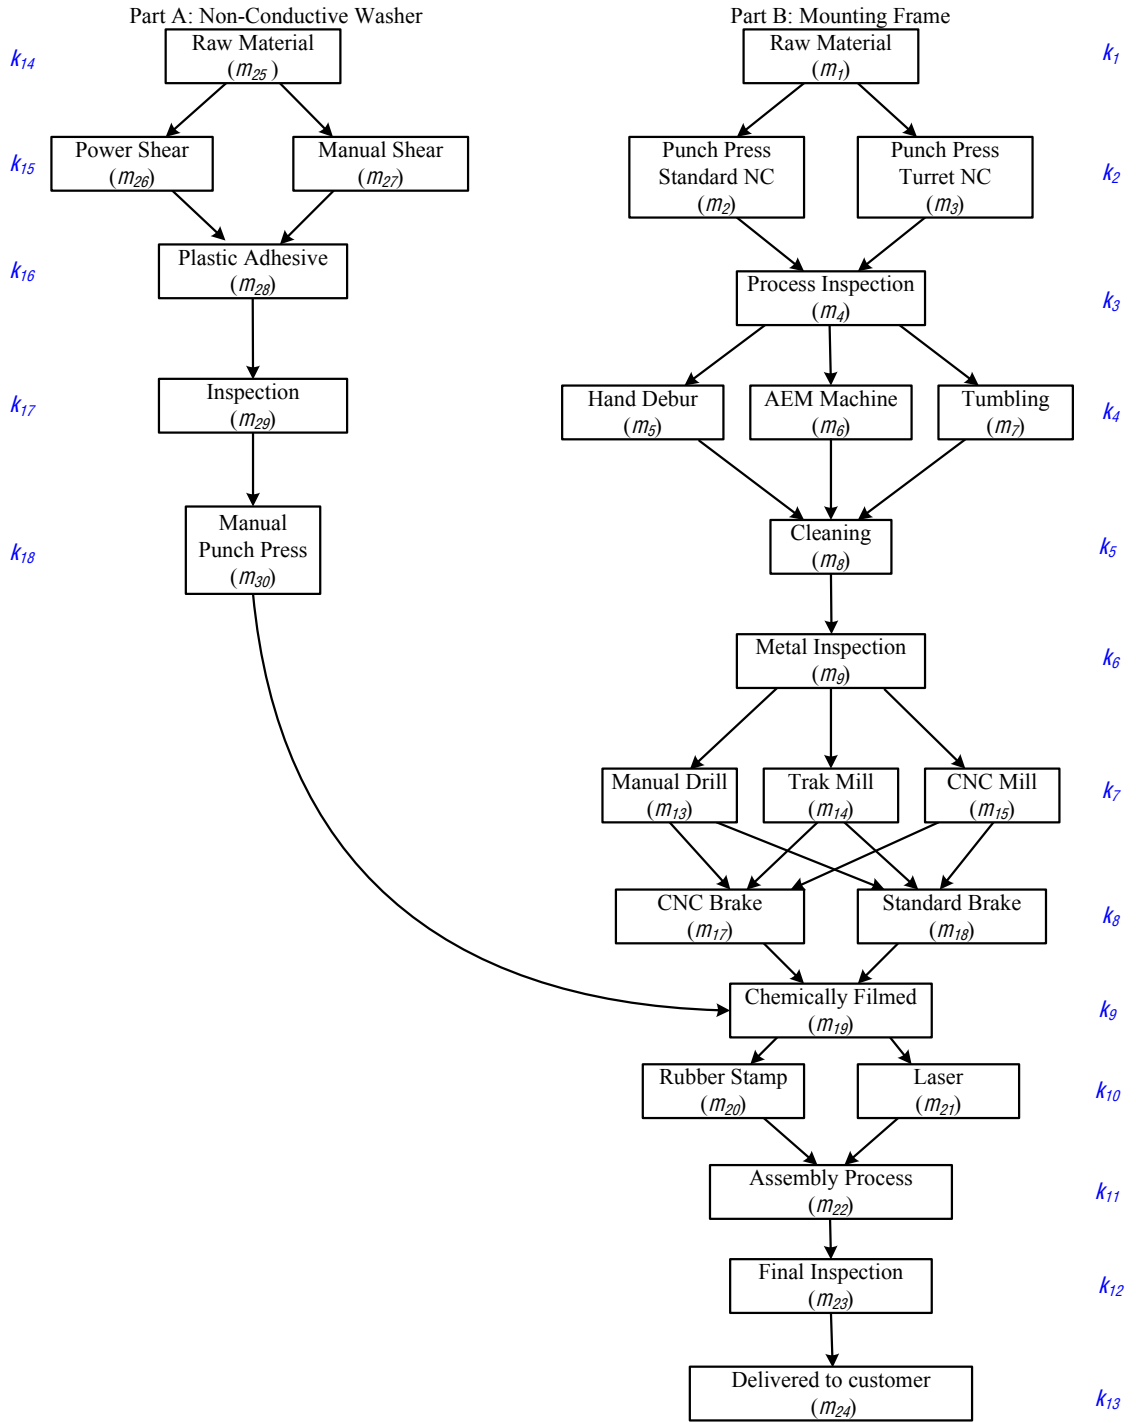 Part A: Non-Conductive Washer
Part B: Mounting Frame
k14
Raw Material
(m25 )
Raw Material
(m1)
k1
k15
Power Shear
(m26)
Manual Shear
(m27)
Punch Press
Standard NC
(m2)
Punch Press
Turret NC
(m3)
k2
k16
Plastic Adhesive
(m28)
Process Inspection
(m4)
k3
k17
Inspection
(m29)
Hand Debur
(m5)
AEM Machine
(m6)
Tumbling
(m7)
k4
k18
Manual
Punch Press
(m30)
Cleaning
(m8)
k5
Metal Inspection
(m9)
k6
Manual Drill
(m13)
Trak Mill
(m14)
CNC Mill
(m15)
k7
CNC Brake
(m17)
Standard Brake
(m18)
k8
Chemically Filmed
(m19)
k9
Rubber Stamp
(m20)
Laser
(m21)
k10
Assembly Process
(m22)
k11
Final Inspection
(m23)
k12
Delivered to customer
(m24)
k13